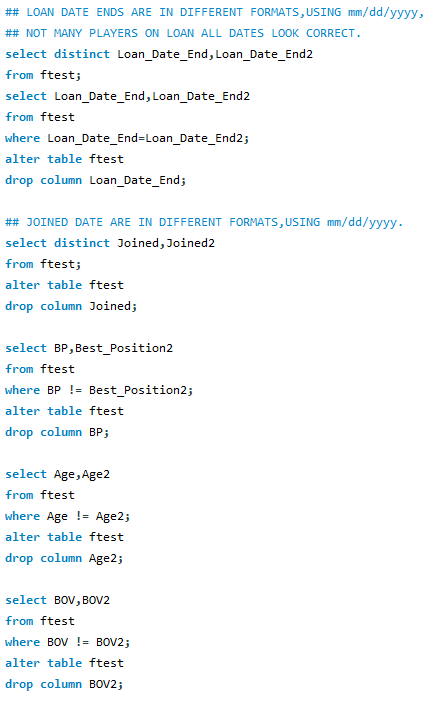 ## LOAN DATE ENDS ARE IN DIFFERENT FORMATS,USING mm/dd/yyyy,
## NOT MANY PLAYERS ON LOAN ALL DATES LOOK CORRECT.
select distinct Loan_Date_End,Loan_Date_End2
from ftest;
select Loan_Date_End,Loan_Date_End2
from ftest
where Loan_Date_End=Loan_Date_End2;
alter table ftest
drop column Loan_Date_End;
## JOINED DATE ARE IN DIFFERENT FORMATS,USING mm/dd/yyyy.
select distinct Joined,Joined2
from ftest;
alter table ftest
drop column Joined;
select BP,Best_Position2
from ftest
where BP != Best_Position2;
alter table ftest
drop column BP;
select Age,Age2
from ftest
where Age != Age2;
alter table ftest
drop column Age2;
select BOV,BOV2
from ftest
where BOV != BOV2;
alter table ftest
drop column BOV2;